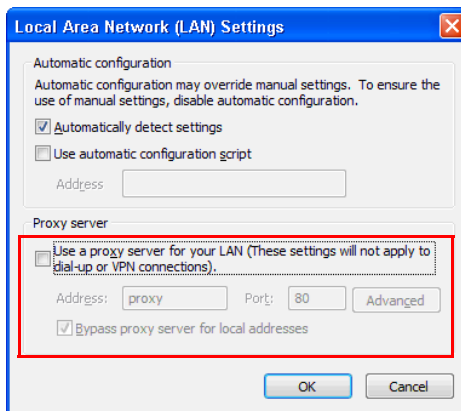 Local Area Network (LAN) Settings
Automatic configuration
Automatic configuration may override manual settings. To ensure the
use of manual settings, disable automatic configuration.
Automatically detect settings
Use automatic configuration script
Address
Proxy server
Use a proxy server for your LAN (These settings will not apply to
dial-up or VPN connections).
Address: proxy Port: 80 Advanced
Bypass proxy server for local addresses
OK Cancel